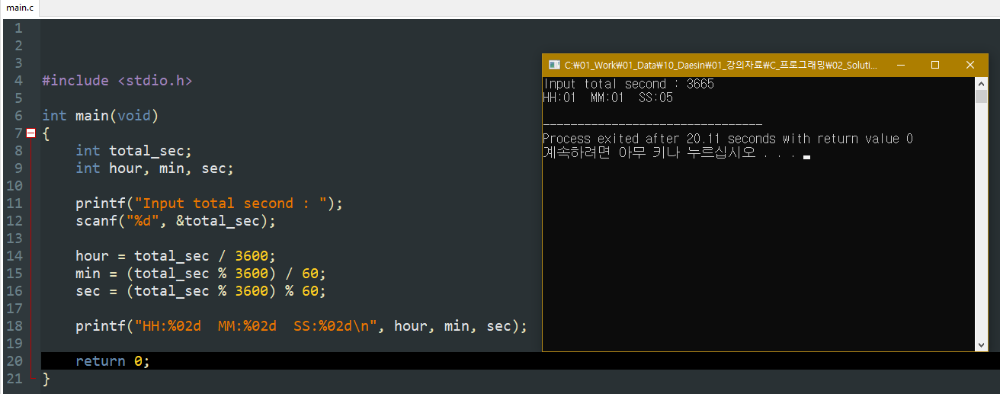 main.c
1
2
3
4 #include <stdio.h>
5
6 int main(void)
7 {
8 int total_sec;
9 int hour, min, sec;
10
11 printf("Input total second : ");
12 scanf("%d", &total_sec);
13
14 hour = total_sec / 3600;
15 min = (total_sec % 3600) / 60;
16 sec = (total_sec % 3600) % 60;
17
18 printf("HH:%02d  MM:%02d  SS:%02d\n", hour, min, sec);
19
20 return 0;
21 }
C:₩01_Work₩01_Data₩10_Daesin₩01_강의자료₩C_프로그래밍₩02_Soluti...
Input total second : 3665
HH:01  MM:01  SS:05
--------------------------------
Process exited after 20.11 seconds with return value 0
계속하려면 아무 키나 누르십시오 . . .